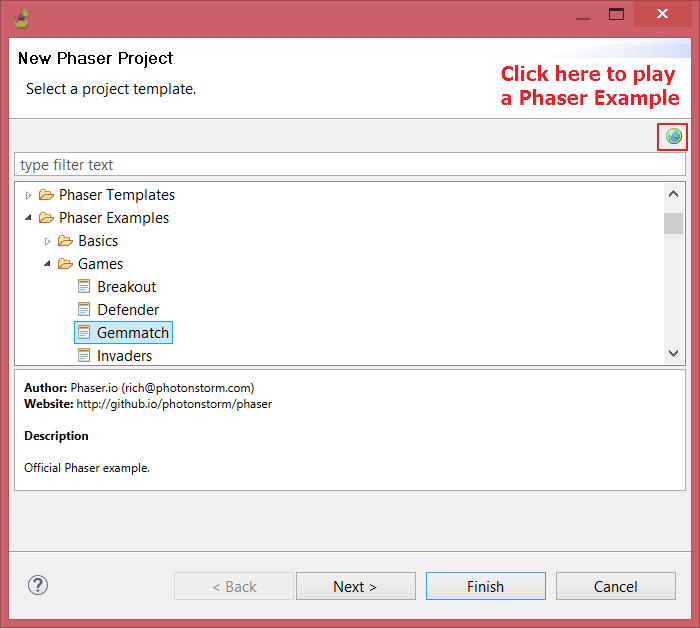 New Phaser Project
Select a project template.
Click here to play
a Phaser Example
type filter text
Phaser Templates
Phaser Examples
Basics
Games
Breakout
Defender
Gemmatch
Invaders
Author: Phaser.io (rich@photonstorm.com)
Website: http://github.io/photonstorm/phaser
Description
Official Phaser example.
?
< Back
Next >
Finish
Cancel